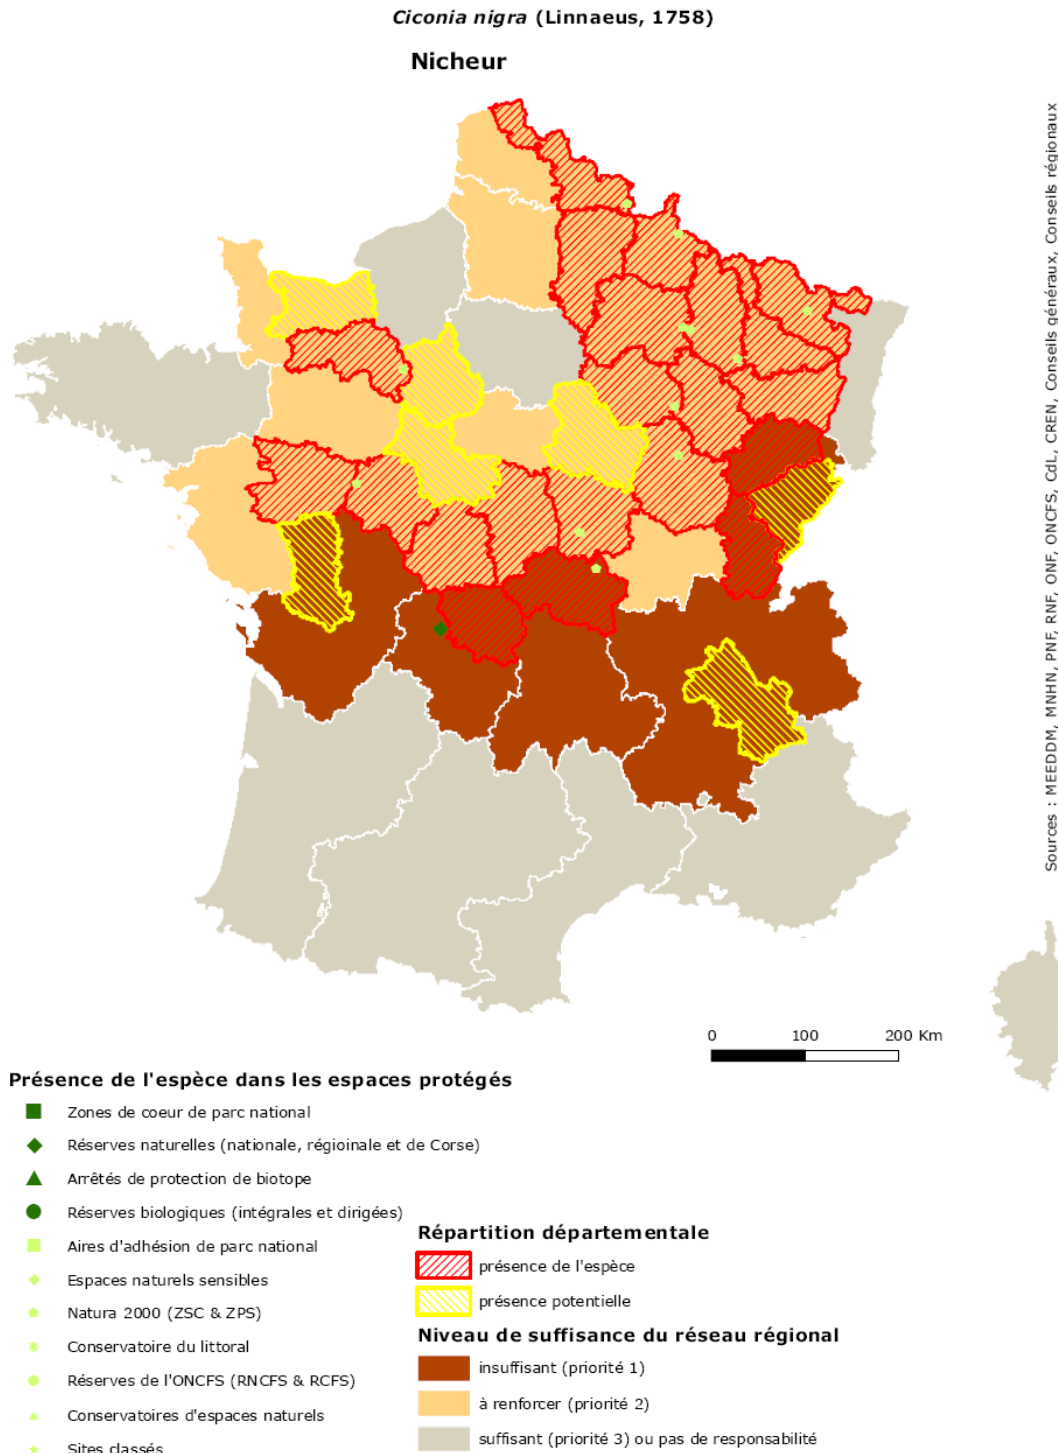 Ciconia nigra (Linnaeus, 1758)
Nicheur
Sources : MEEDDM, MNHN, PNF, RNF, ONF, ONCFS, CdL, CREN, Conseils généraux, Conseils régionaux
0 100 200 Km
Présence de l'espèce dans les espaces protégés
Zones de coeur de parc national
Réserves naturelles (nationale, régioinale et de Corse)
Arrêtés de protection de biotope
Réserves biologiques (intégrales et dirigées)
Aires d'adhésion de parc national
Espaces naturels sensibles
Natura 2000 (ZSC & ZPS)
Conservatoire du littoral
Réserves de l'ONCFS (RNCFS & RCFS)
Conservatoires d'espaces naturels
Sites classés
Répartition départementale
présence de l'espèce
présence potentielle
Niveau de suffisance du réseau régional
insuffisant (priorité 1)
à renforcer (priorité 2)
suffisant (priorité 3) ou pas de responsabilité